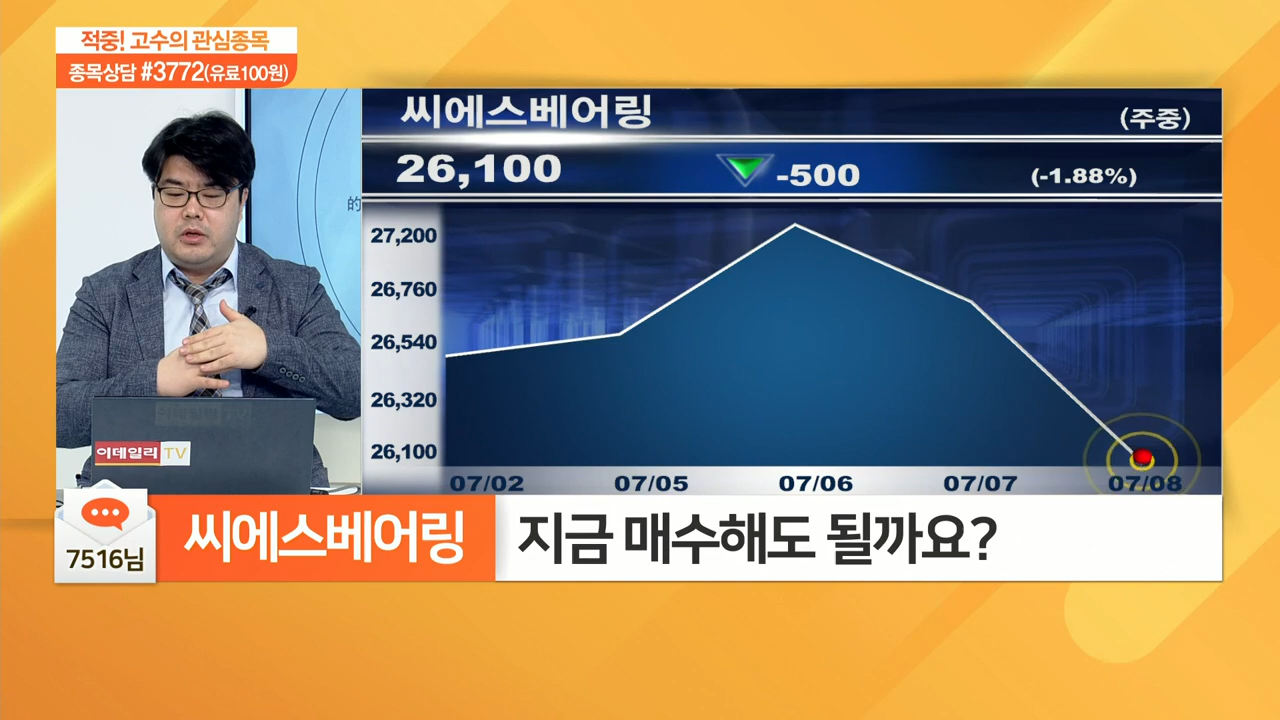 적중! 고수의 관심종목
종목상담 #3772(유료100원)
씨에스베어링
(주중)
26,100
-500
(-1.88%)
的
27,200
26,760
26,540
26,320
26,100
07/02
07/05
07/06
07/07
07/08
이데일리 TV
7516님
씨에스베어링
지금 매수해도 될까요?